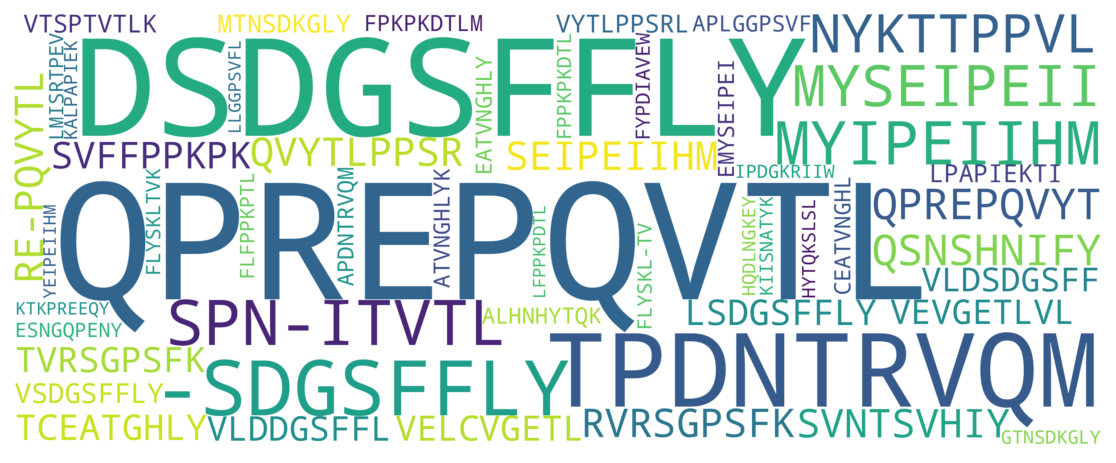 VTSPTVTLK MTNSDKGLY FPKPKDTLM VYTLPPSRL APLGGPSVF NYKTTPPVL
LMISRTPEV
KALPAPIEK
DSDGSFFLY
LLGGPSVFL
EATVNGHLY
FPPKPKDTL
FYPDIAVEW
EMYSEIPEI
MYSEIPEII
MYIPEIIHM
RE-PQVYTL
SVFFPPKPK QVYTLPPSR SEIPEIIHM
IPDGKRIIW LPAPIEKTI
QPREPQVTL
YEIPEIIHM
FLYSKLTVK
FLFPPKPTL
APDNTRVQM
ATVNGHLYK
LFPPKPDTL
FLYSKL-TV
HQDLNGKEY
KIISNATYK
HYTQKSLSL
CEATVNGHL
QPREPQVYT
QSNSHNIFY
VLDSDGSFF
KTKPREEQY
ESNGQPENY
SPN-ITVTL
ALHNHYTQK
LSDGSFFLY VEVGETLVL
TVRSGPSFK
VSDGSFFLY
-SDGSFFLY
TPDNTRVQM
TCEATGHLY VLDDGSFFL VELCVGETL RVRSGPSFK SVNTSVHIY GTNSDKGLY